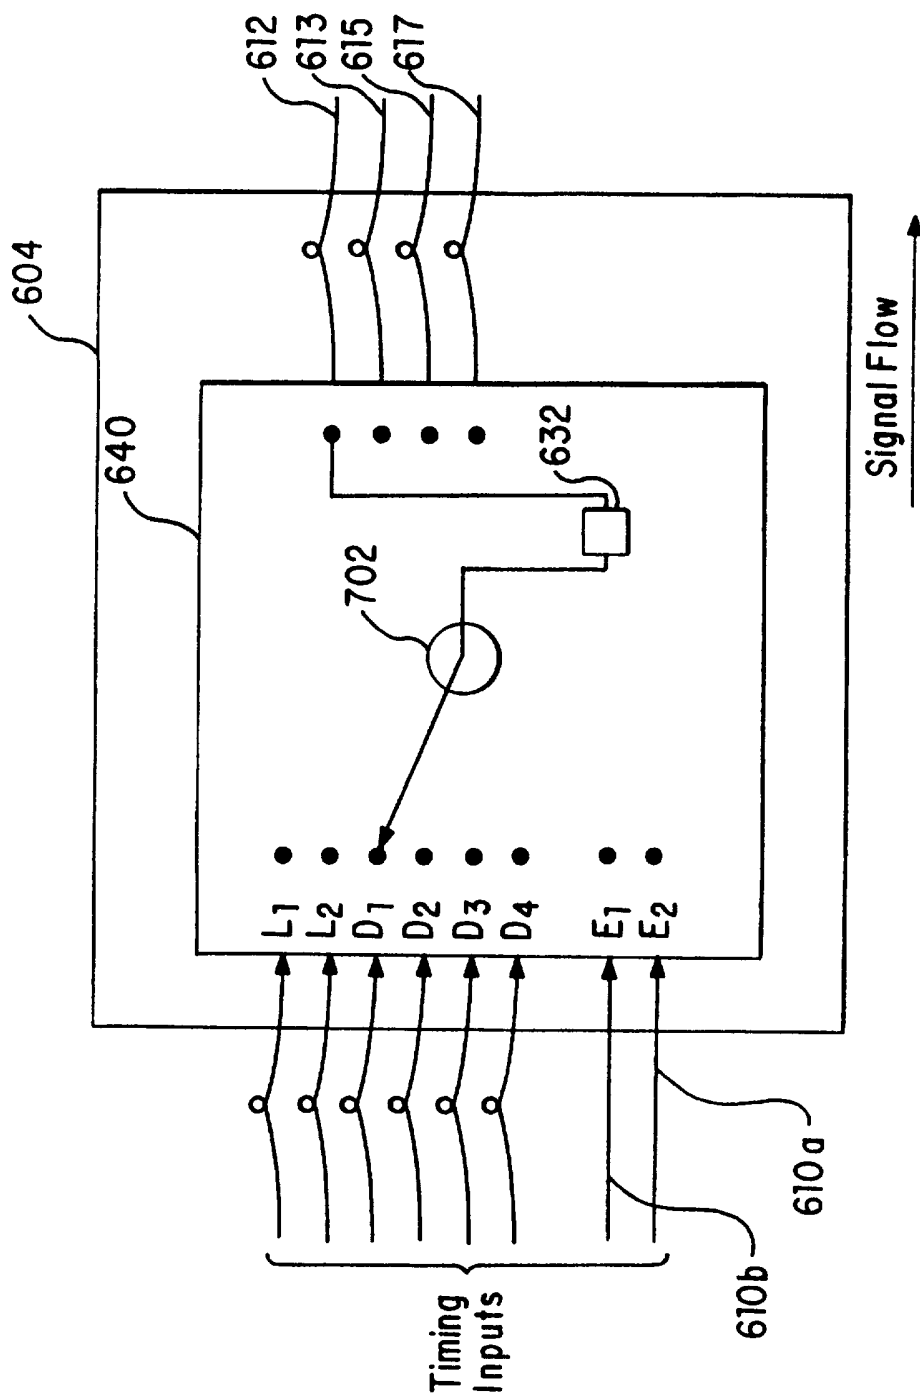 604
640
612
613
615
617
702
632
L1
L2
D1
D2
D3
D4
E1
E2
Timing
Inputs
610b
610a
Signal Flow